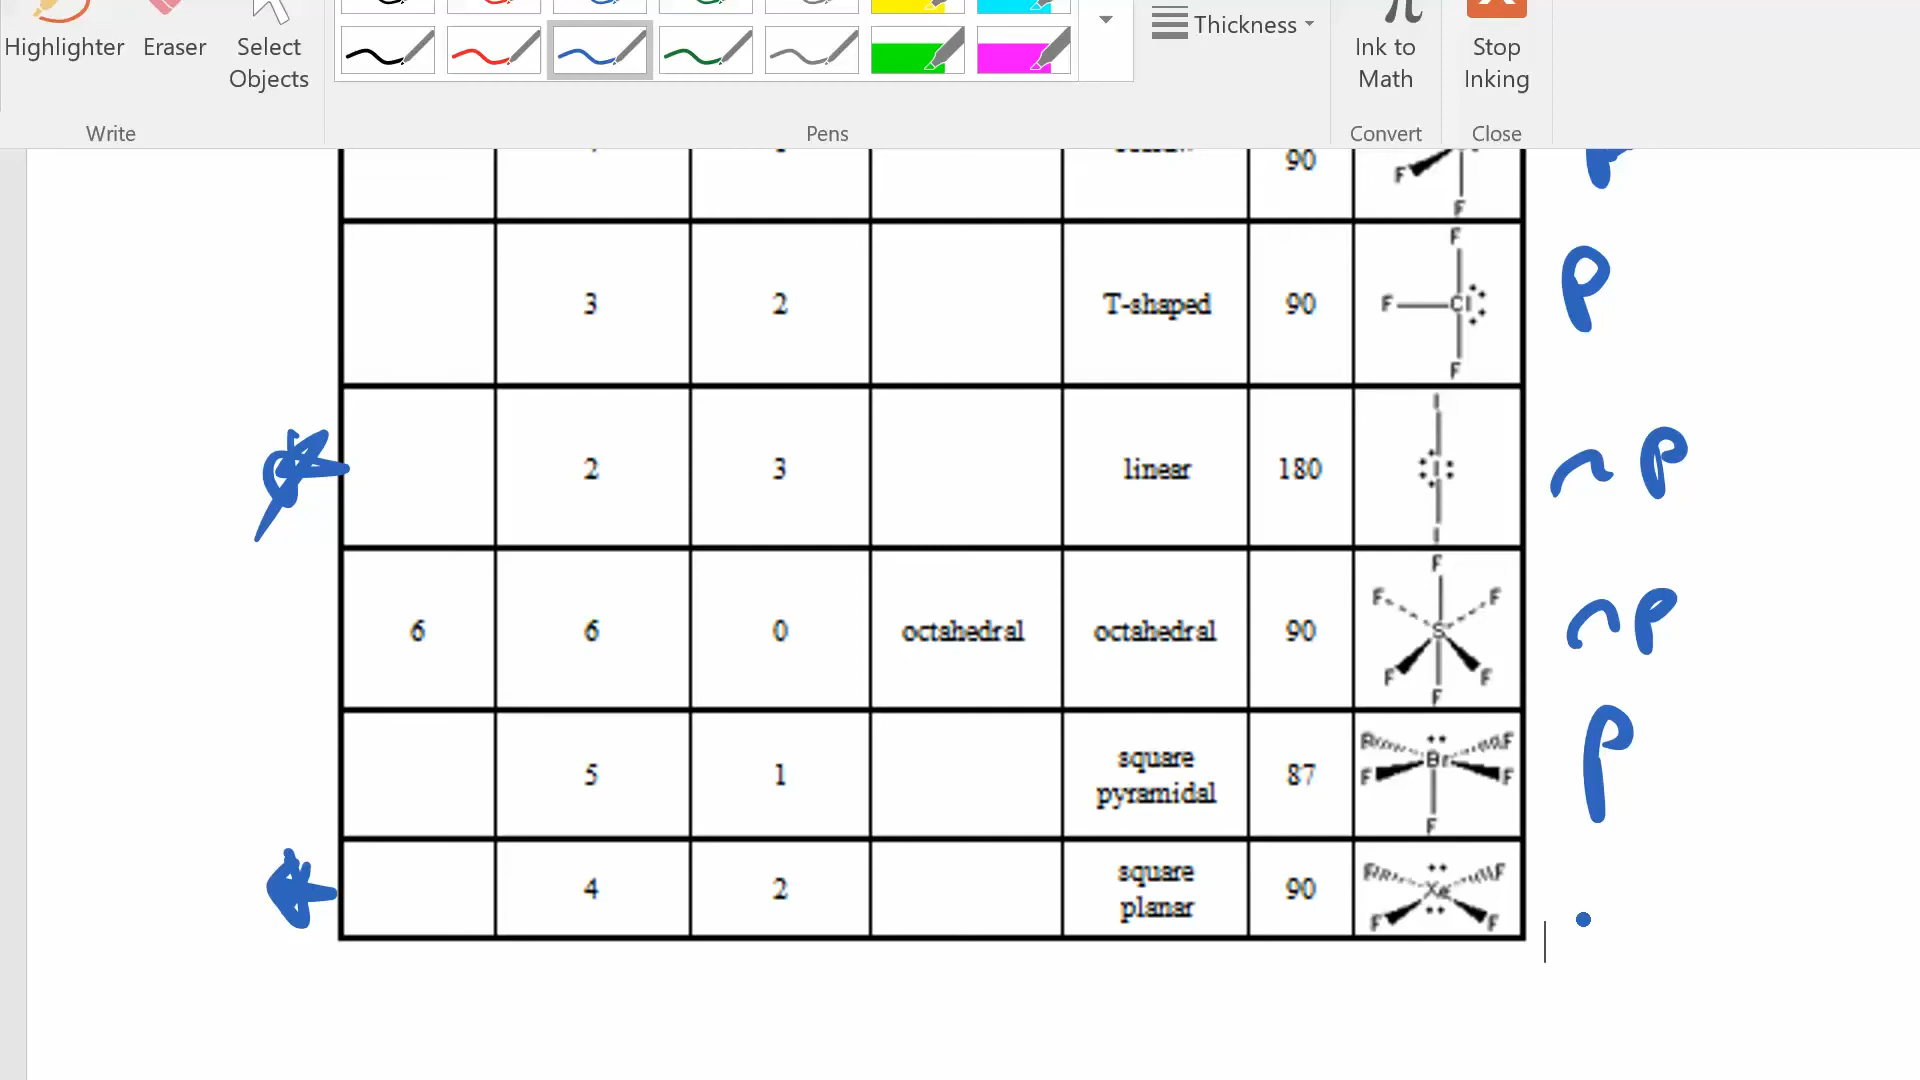 Highlighter Eraser Select Objects
Thickness
Ink to Math
Stop Inking
Write Pens Convert Close
90 F F
P
3 2 T-shaped 90 F F Cl F
P
2 3 linear 180 I I I
n P
6 6 0 octahedral octahedral 90 F F F S F F F
n P
5 1 square pyramidal 87 F F Br F F F
P
4 2 square planar 90 F F Xe F F